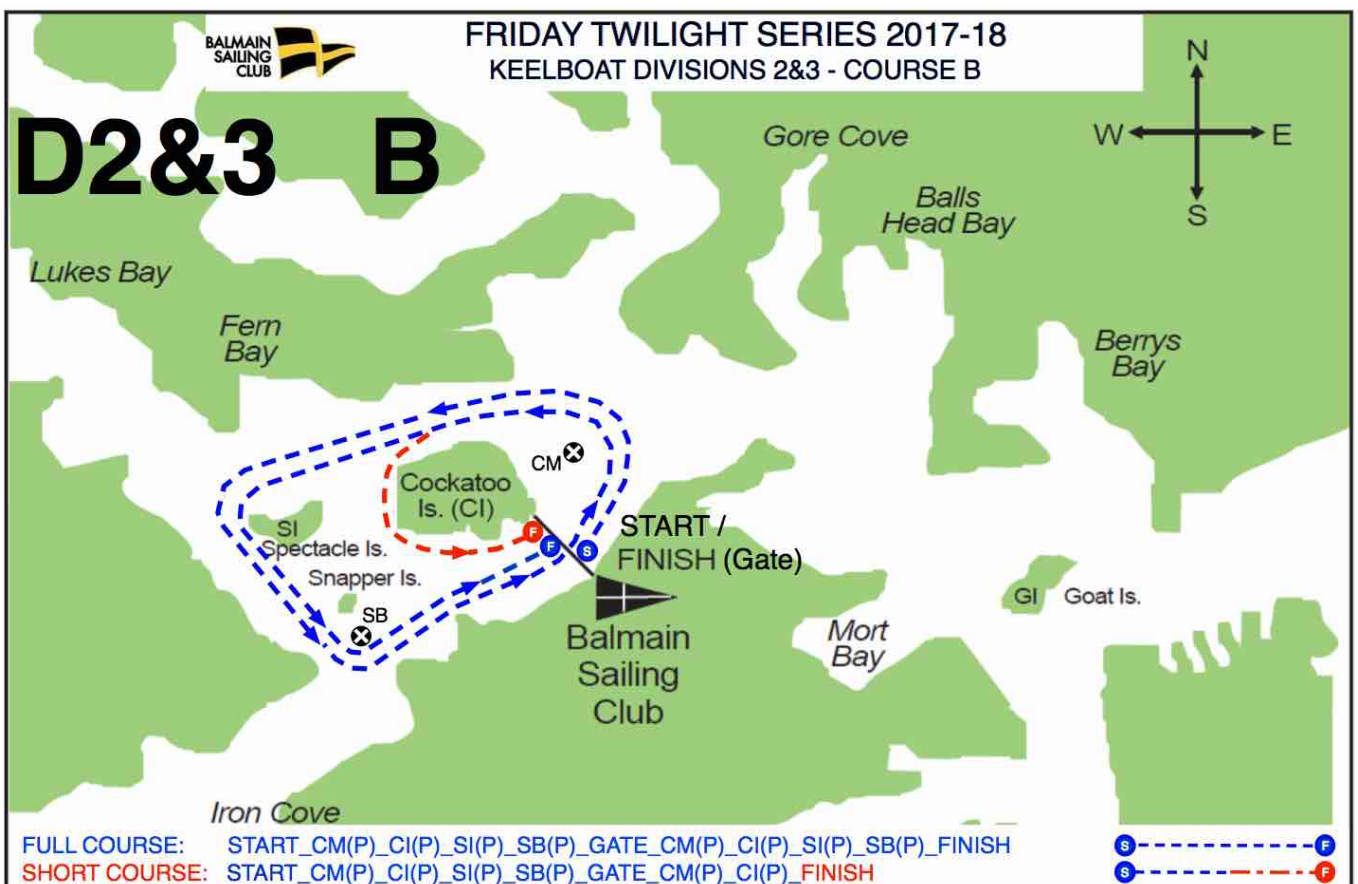 BALMAIN
SAILING
CLUB
FRIDAY TWILIGHT SERIES 2017-18
KEELBOAT DIVISIONS 2&3 - COURSE B
D2&3 B
N
W E
S
Gore Cove
Balls
Head Bay
Lukes Bay
Fern
Bay
Berrys
Bay
CM
Cockatoo
Is. (CI)
SI
Spectacle Is.
Snapper Is.
SB
F
F
S
START /
FINISH (Gate)
Balmain
Sailing
Club
GI Goat Is.
Mort
Bay
Iron Cove
FULL COURSE: START_CM(P)_CI(P)_SI(P)_SB(P)_GATE_CM(P)_CI(P)_SI(P)_SB(P)_FINISH S F
SHORT COURSE: START_CM(P)_CI(P)_SI(P)_SB(P)_GATE_CM(P)_CI(P)_FINISH S F